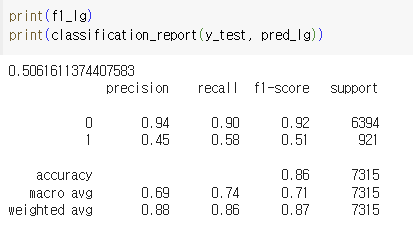 print(f1_lg)
print(classification_report(y_test, pred_lg))
0.5061611374407583
precision recall f1-score support
0 0.94 0.90 0.92 6394
1 0.45 0.58 0.51 921
accuracy 0.86 7315
macro avg 0.69 0.74 0.71 7315
weighted avg 0.88 0.86 0.87 7315